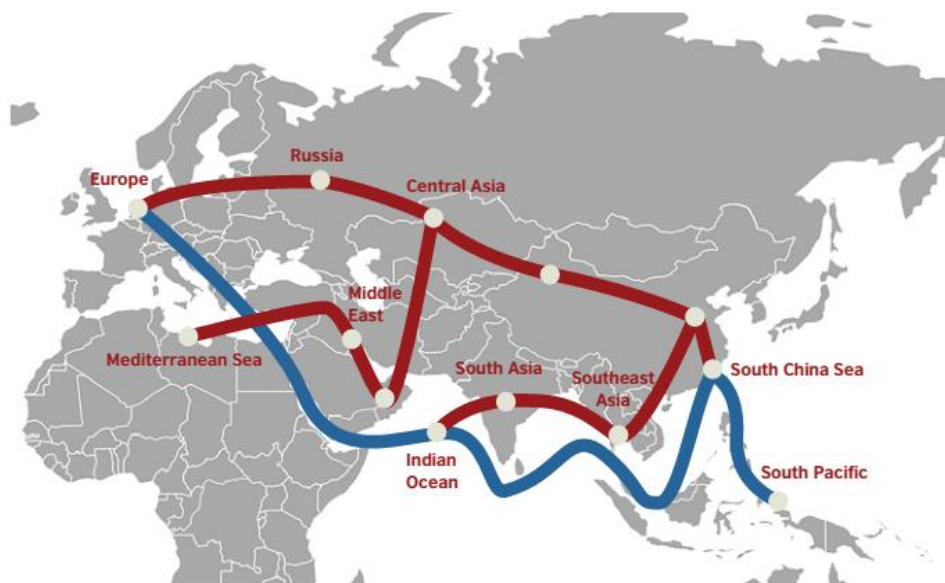 Russia
Europe
Central Asia
Middle
East
Mediterranean Sea
South Asia
Southeast
Asia
South China Sea
Indian
Ocean
South Pacific